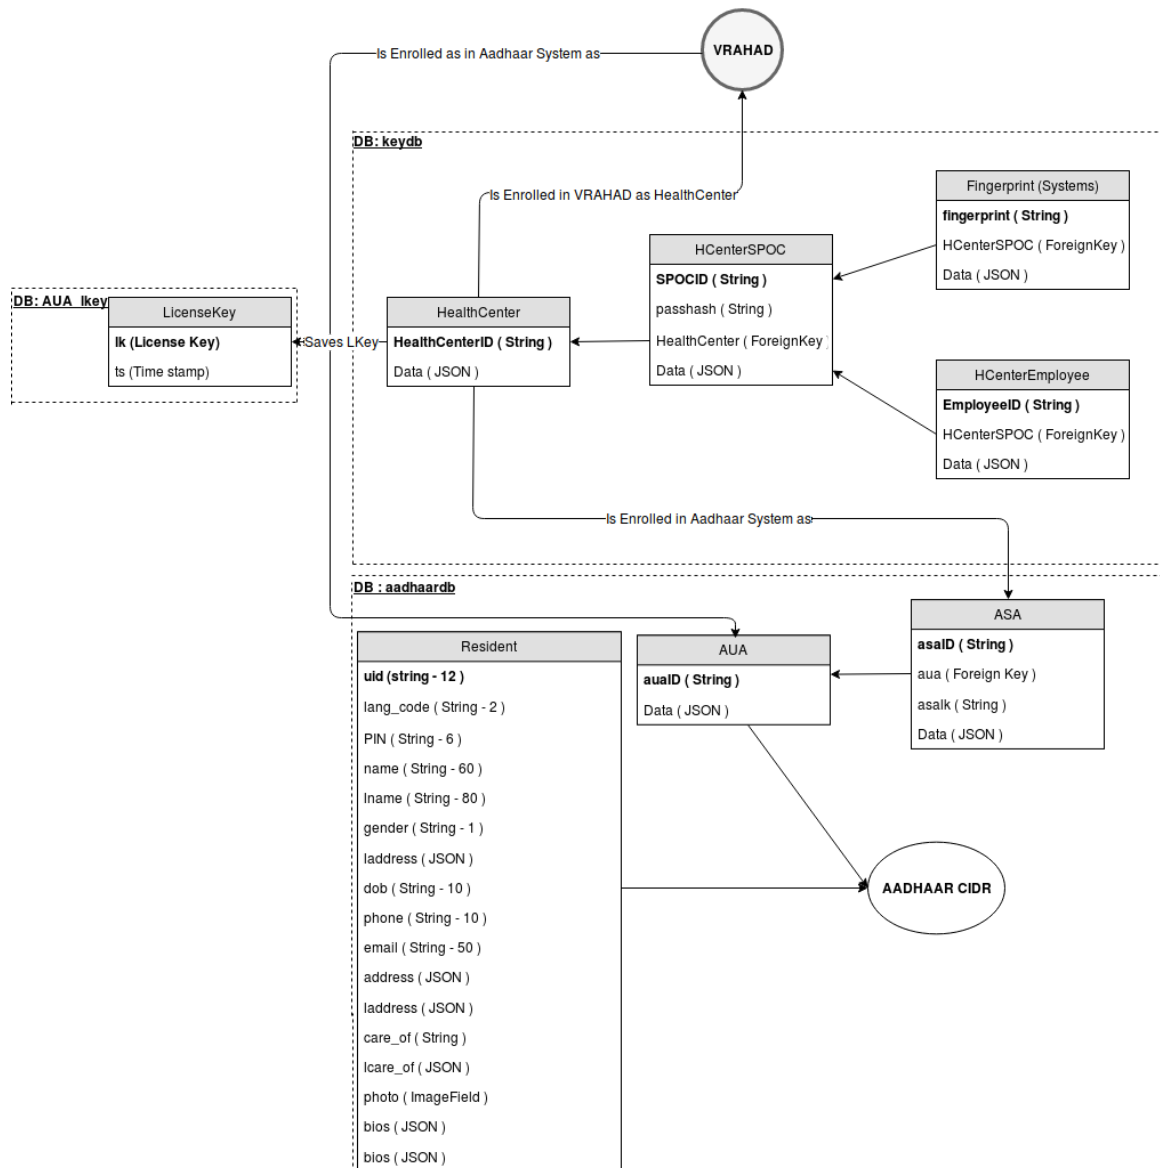 VRAHAD
Is Enrolled as in Aadhaar System as
DB: keydb
Is Enrolled in VRAHAD as HealthCenter
Fingerprint (Systems)
fingerprint ( String )
HCenterSPOC ( ForeignKey )
Data ( JSON )
HCenterSPOC
SPOCID ( String )
passhash ( String )
HealthCenter ( ForeignKey )
Data ( JSON )
DB: AUA_lkey
LicenseKey
lk (License Key)
ts (Time stamp)
Saves LKey
HealthCenter
HealthCenterID ( String )
Data ( JSON )
HCenterEmployee
EmployeeID ( String )
HCenterSPOC ( ForeignKey )
Data ( JSON )
Is Enrolled in Aadhaar System as
DB : aadhaardb
Resident
uid (string - 12 )
lang_code ( String - 2 )
PIN ( String - 6 )
name ( String - 60 )
lname ( String - 80 )
gender ( String - 1 )
laddress ( JSON )
dob ( String - 10 )
phone ( String - 10 )
email ( String - 50 )
address ( JSON )
laddress ( JSON )
care_of ( String )
lcare_of ( JSON )
photo ( ImageField )
bios ( JSON )
bios ( JSON )
AUA
auaID ( String )
Data ( JSON )
ASA
asaID ( String )
aua ( Foreign Key )
asalk ( String )
Data ( JSON )
AADHAAR CIDR